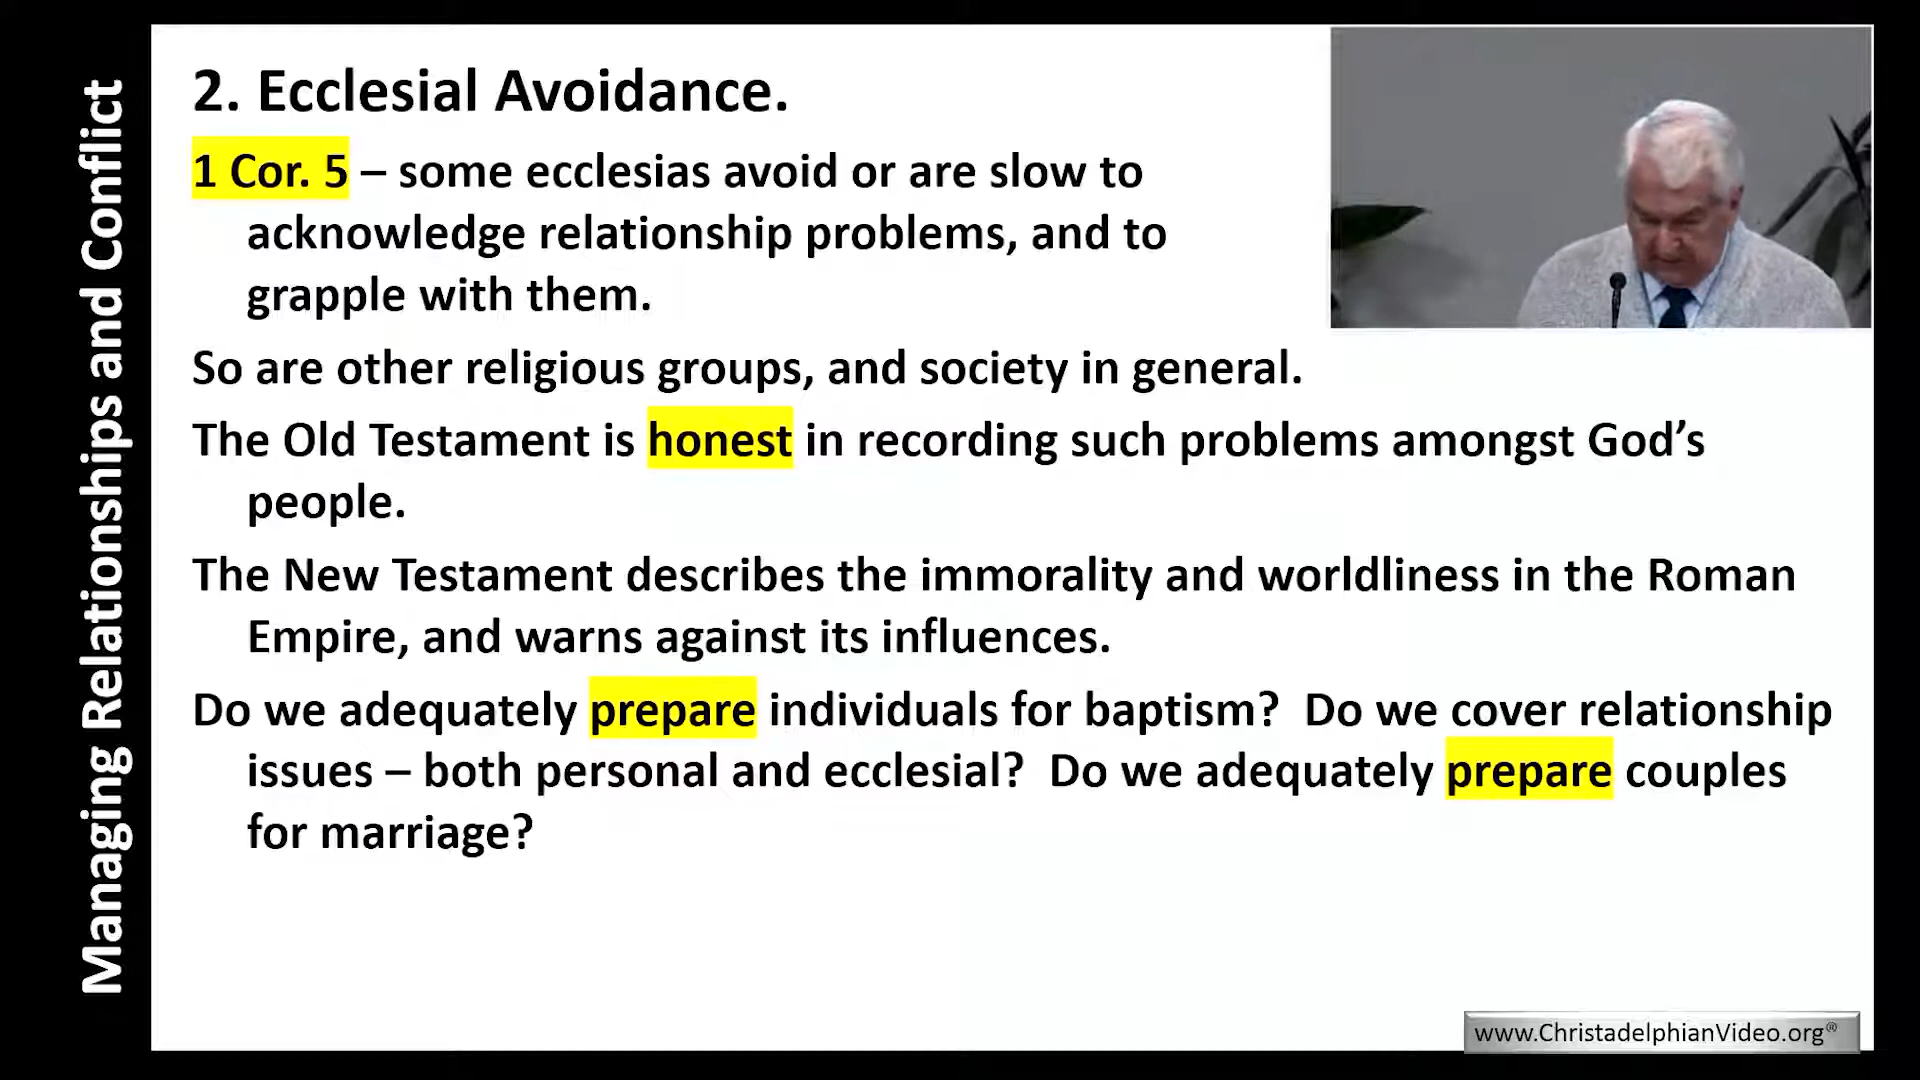 Managing Relationships and Conflict
2. Ecclesial Avoidance.
1 Cor. 5 – some ecclesias avoid or are slow to
acknowledge relationship problems, and to
grapple with them.
So are other religious groups, and society in general.
The Old Testament is honest in recording such problems amongst God’s
people.
The New Testament describes the immorality and worldliness in the Roman
Empire, and warns against its influences.
Do we adequately prepare individuals for baptism?  Do we cover relationship
issues – both personal and ecclesial?  Do we adequately prepare couples
for marriage?
www.ChristadelphianVideo.org®